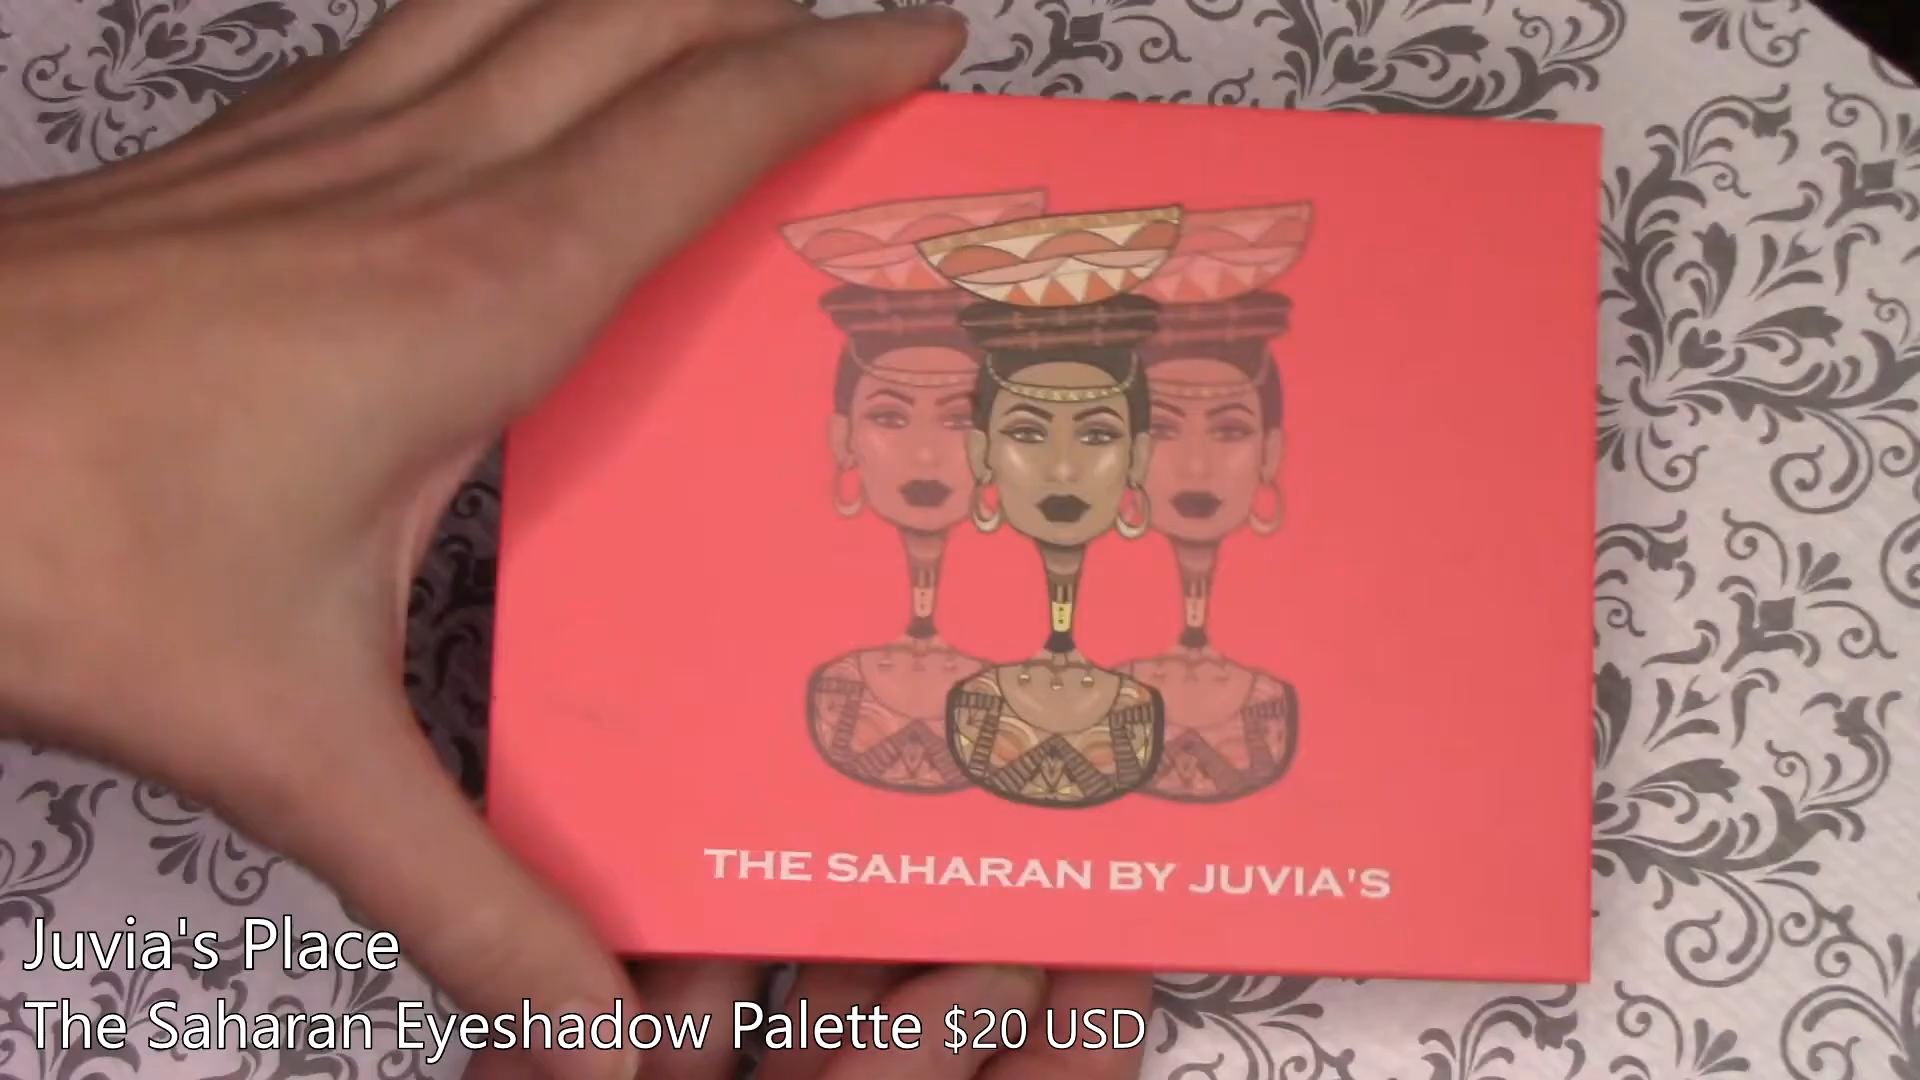 THE SAHARAN BY JUVIA'S
Juvia's Place
The Saharan Eyeshadow Palette $20 USD